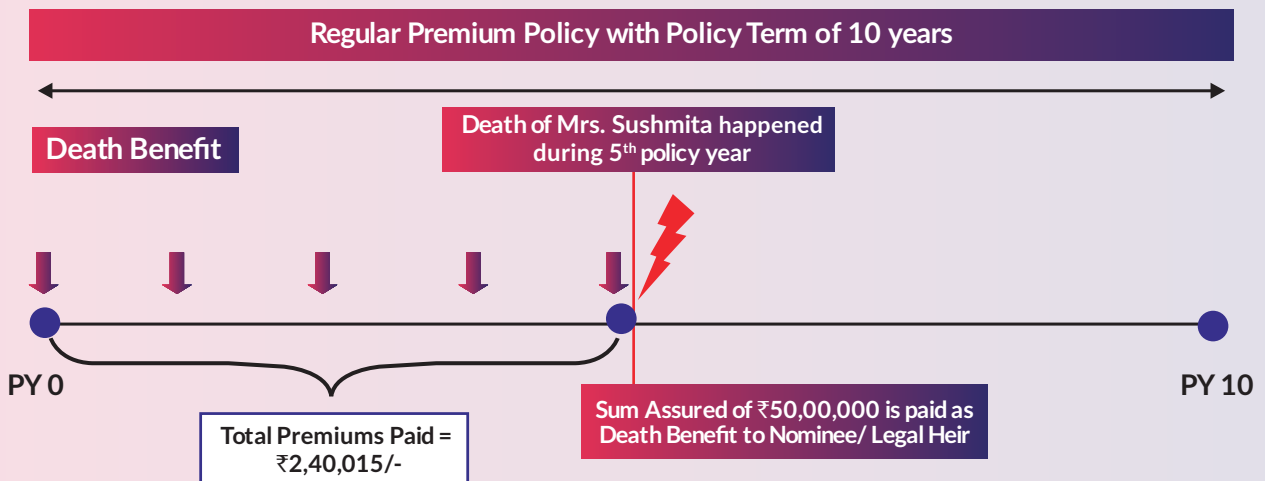 Regular Premium Policy with Policy Term of 10 years
Death Benefit
Death of Mrs. Sushmita happened
during 5th policy year
PY 0
PY 10
Total Premiums Paid =
₹2,40,015/-
Sum Assured of ₹50,00,000 is paid as
Death Benefit to Nominee/ Legal Heir